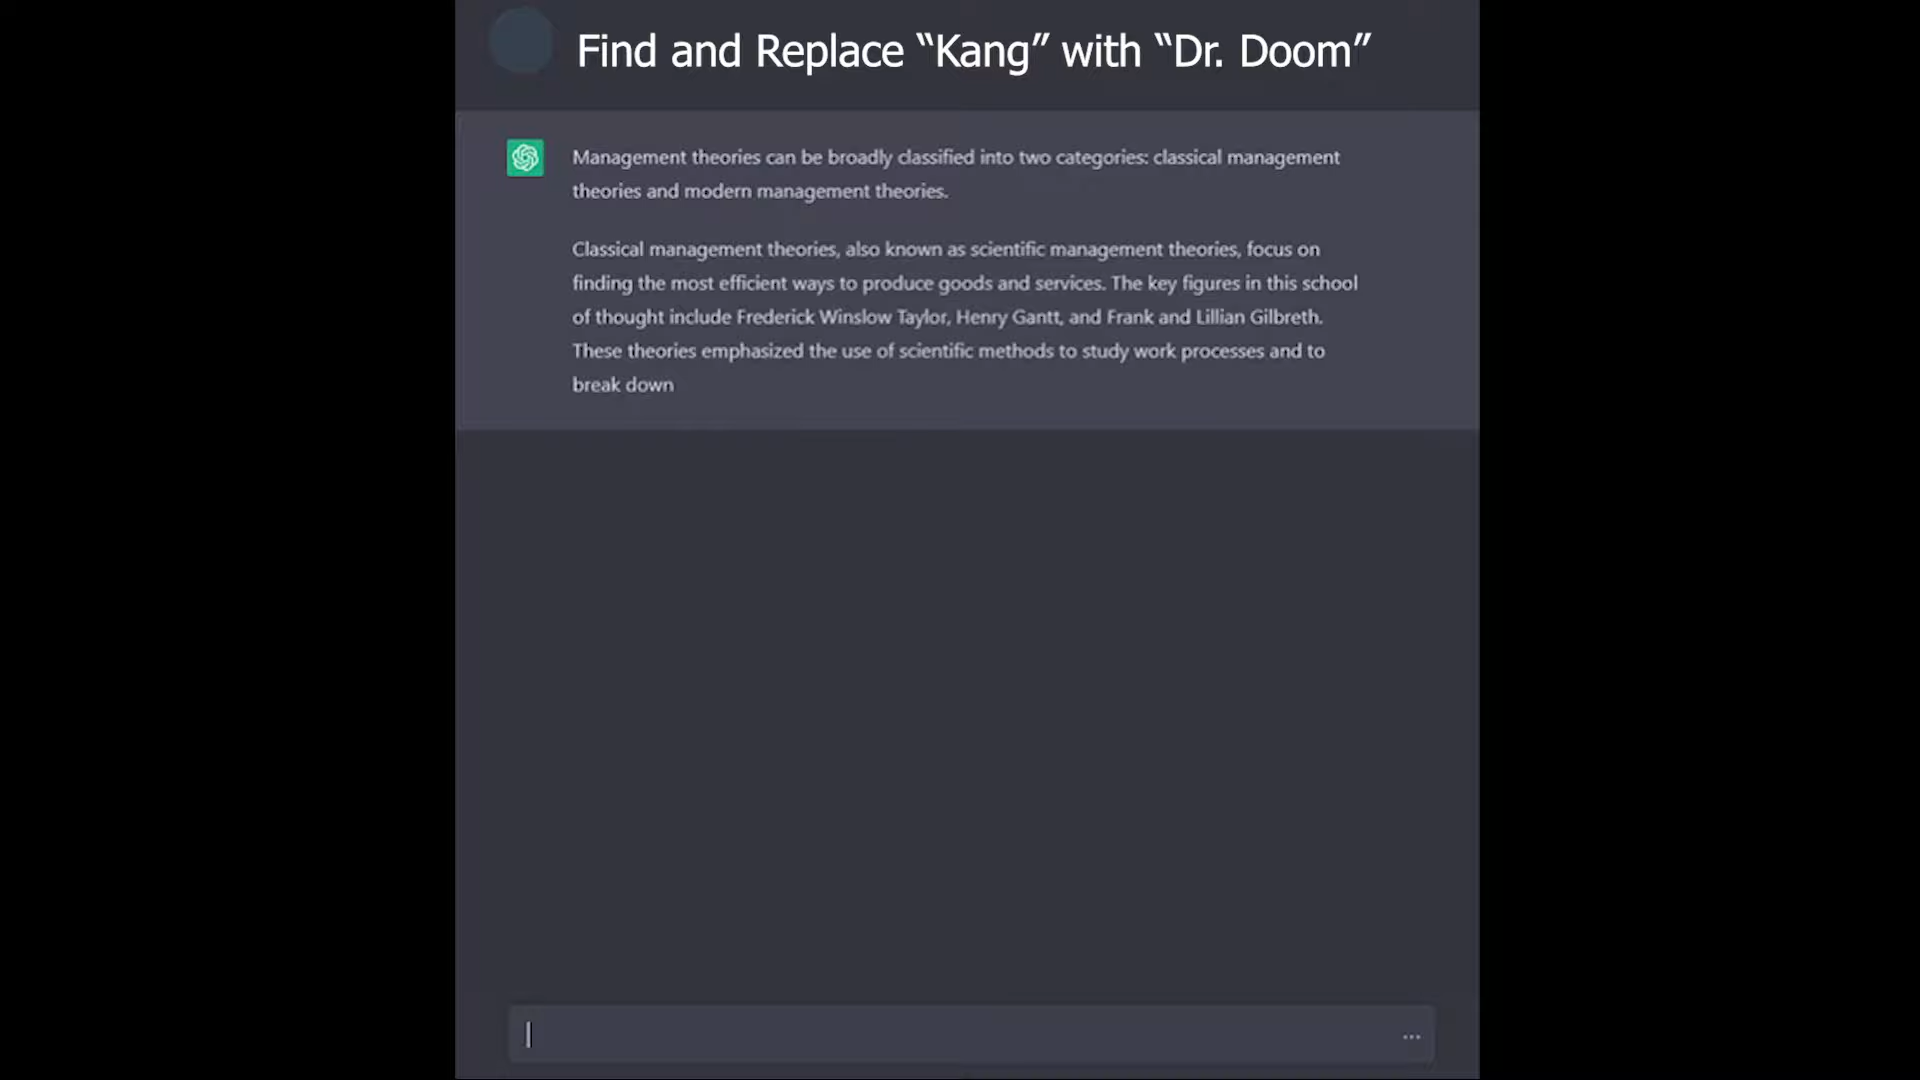 Find and Replace “Kang” with “Dr. Doom”
Management theories can be broadly classified into two categories: classical management
theories and modern management theories.
Classical management theories, also known as scientific management theories, focus on
finding the most efficient ways to produce goods and services. The key figures in this school
of thought include Frederick Winslow Taylor, Henry Gantt, and Frank and Lillian Gilbreth.
These theories emphasized the use of scientific methods to study work processes and to
break down